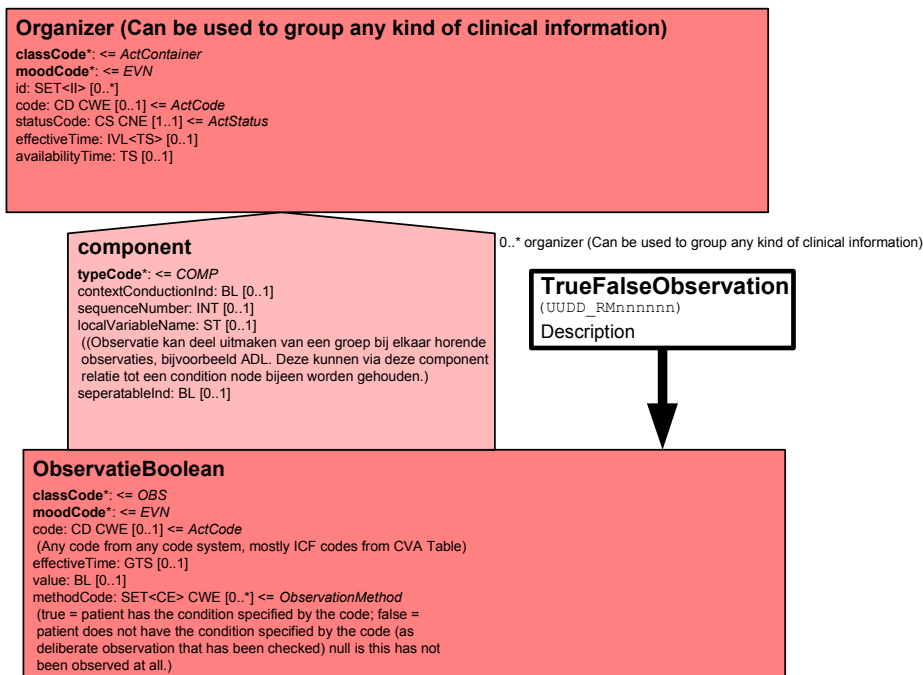 Organizer (Can be used to group any kind of clinical information)
classCode*: <= ActContainer
moodCode*: <= EVN
id: SET<II> [0..*]
code: CD CWE [0..1] <= ActCode
statusCode: CS CNE [1..1] <= ActStatus
effectiveTime: IVL<TS> [0..1]
availabilityTime: TS [0..1]
component
typeCode*: <= COMP
contextConductionInd: BL [0..1]
sequenceNumber: INT [0..1]
localVariableName: ST [0..1]
((Observatie kan deel uitmaken van een groep bij elkaar horende
observaties, bijvoorbeeld ADL. Deze kunnen via deze component
relatie tot een condition node bijeen worden gehouden.)
seperatableInd: BL [0..1]
0..* organizer (Can be used to group any kind of clinical information)
TrueFalseObservation
(UUDD_RMnnnnnn)
Description
ObservatieBoolean
classCode*: <= OBS
moodCode*: <= EVN
code: CD CWE [0..1] <= ActCode
(Any code from any code system, mostly ICF codes from CVA Table)
effectiveTime: GTS [0..1]
value: BL [0..1]
methodCode: SET<CE> CWE [0..*] <= ObservationMethod
(true = patient has the condition specified by the code; false =
patient does not have the condition specified by the code (as
deliberate observation that has been checked) null is this has not
been observed at all.)